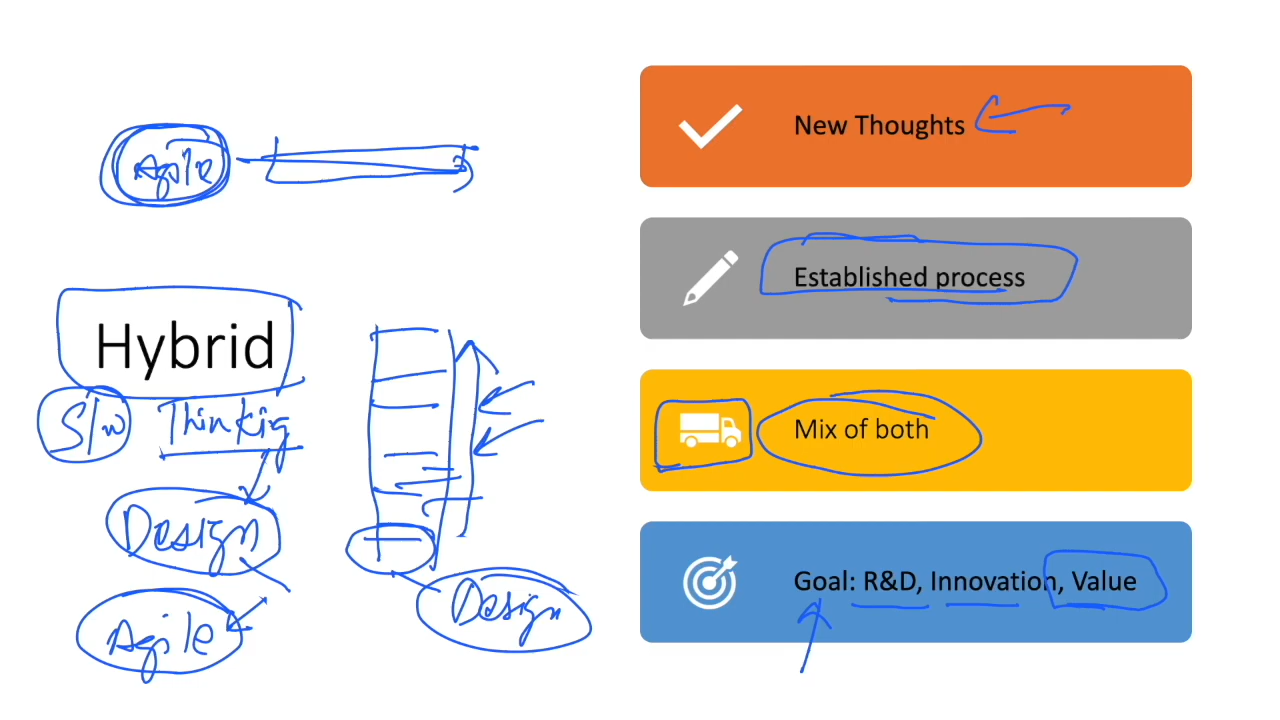 Agile
Hybrid
S/w Thinking
Design
Agile
Design
New Thoughts
Established process
Mix of both
Goal: R&D, Innovation, Value